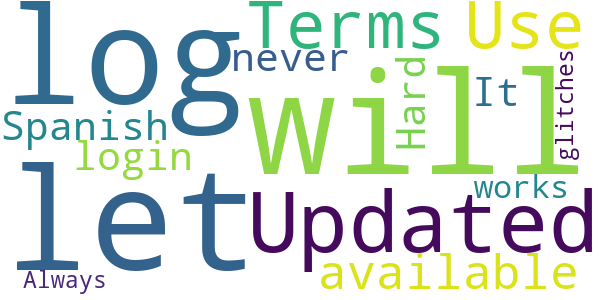 log
Terms
Use
never
will
Hard
It
glitches
Spanish
login
let
works
Updated
available
Always